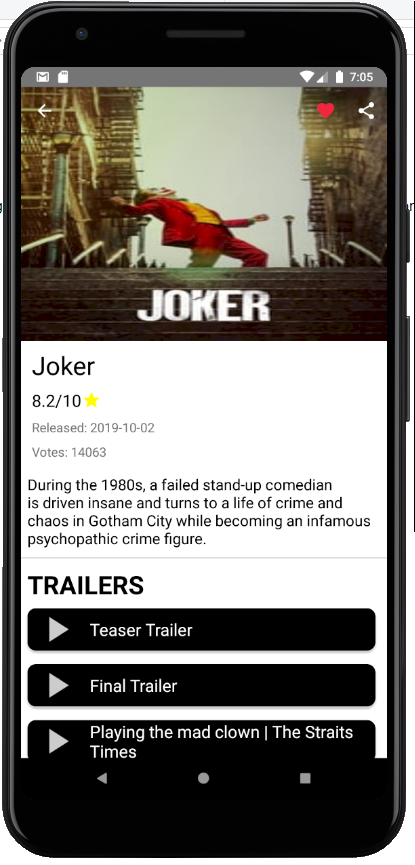 7:05
JOKER
Joker
8.2/10
Released: 2019-10-02
Votes: 14063
During the 1980s, a failed stand-up comedian
is driven insane and turns to a life of crime and
chaos in Gotham City while becoming an infamous
psychopathic crime figure.
TRAILERS
Teaser Trailer
Final Trailer
Playing the mad clown | The Straits
Times